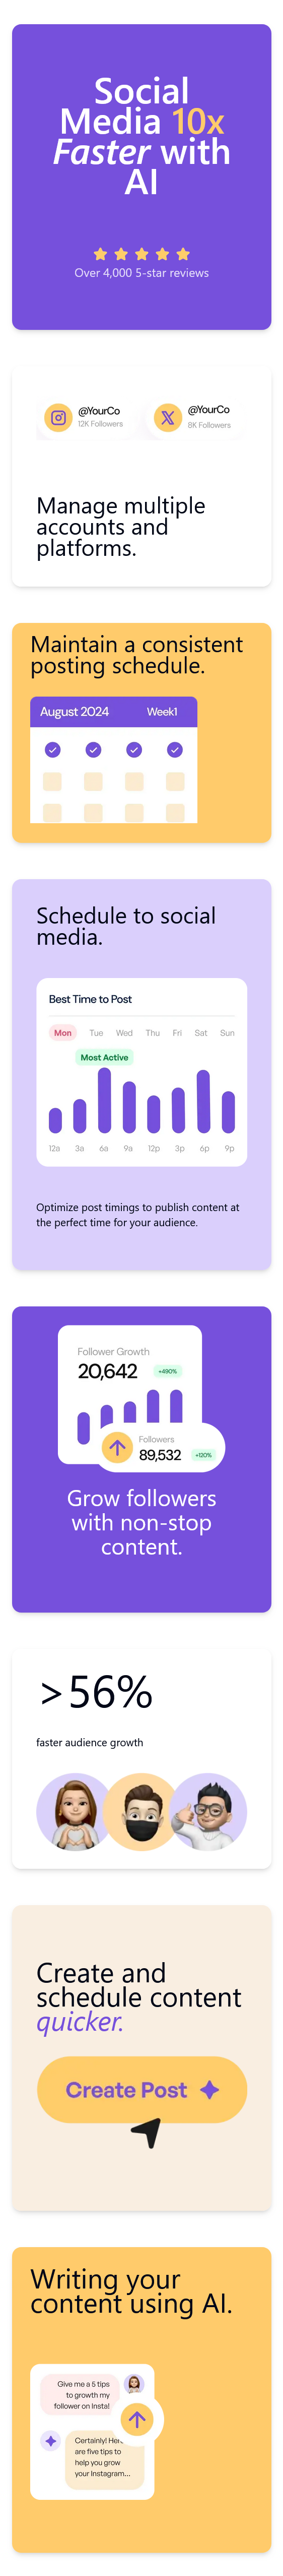 Social
Media 10x
Faster with
AI
Over 4,000 5-star reviews
@YourCo
12K Followers
@YourCo
8K Followers
Manage multiple
accounts and
platforms.
Maintain a consistent
posting schedule.
August 2024 Week1
Schedule to social
media.
Best Time to Post
Mon Tue Wed Thu Fri Sat Sun
Most Active
12a 3a 6a 9a 12p 3p 6p 9p
Optimize post timings to publish content at
the perfect time for your audience.
Follower Growth
20,642 +490%
Followers
89,532 +120%
Grow followers
with non-stop
content.
>56%
faster audience growth
Create and
schedule content
quicker.
Create Post
Writing your
content using AI.
Give me a 5 tips
to growth my
follower on Insta!
Certainly!
are five tips to
help you grow
your Instagram...